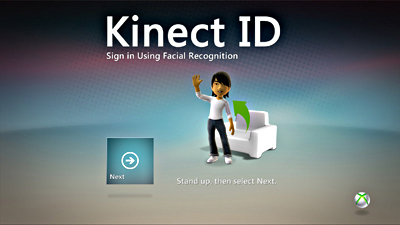 Kinect ID
Sign in Using Facial Recognition
Next
Stand up, then select Next.